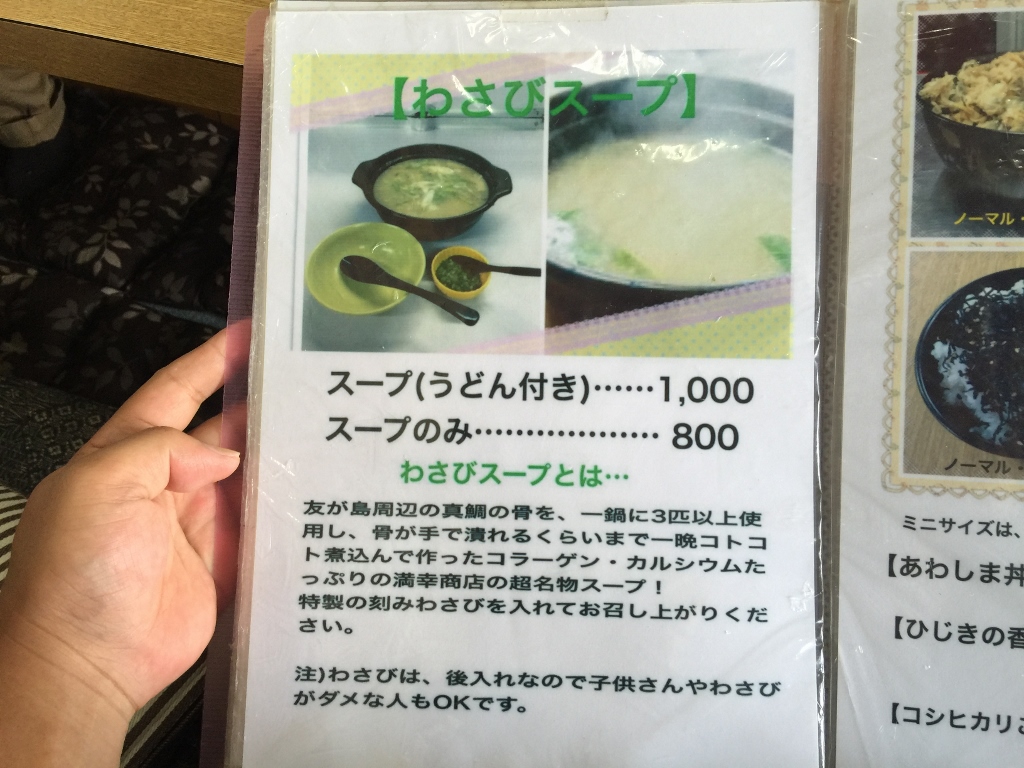 【わさびスープ】
スープ(うどん付き)……1,000
スープのみ……………… 800
わさびスープとは…
友が島周辺の真鯛の骨を、一鍋に3匹以上使
用し、骨が手で潰れるくらいまで一晩コトコ
ト煮込んで作ったコラーゲン・カルシウムた
っぷりの満幸商店の超名物スープ！
特製の刻みわさびを入れてお召し上がりくだ
さい。
注)わさびは、後入れなので子供さんやわさび
がダメな人もOKです。
ノーマル・
ノーマル・
ミニサイズは、
【あわしま丼
【ひじきの香
【コシヒカリ